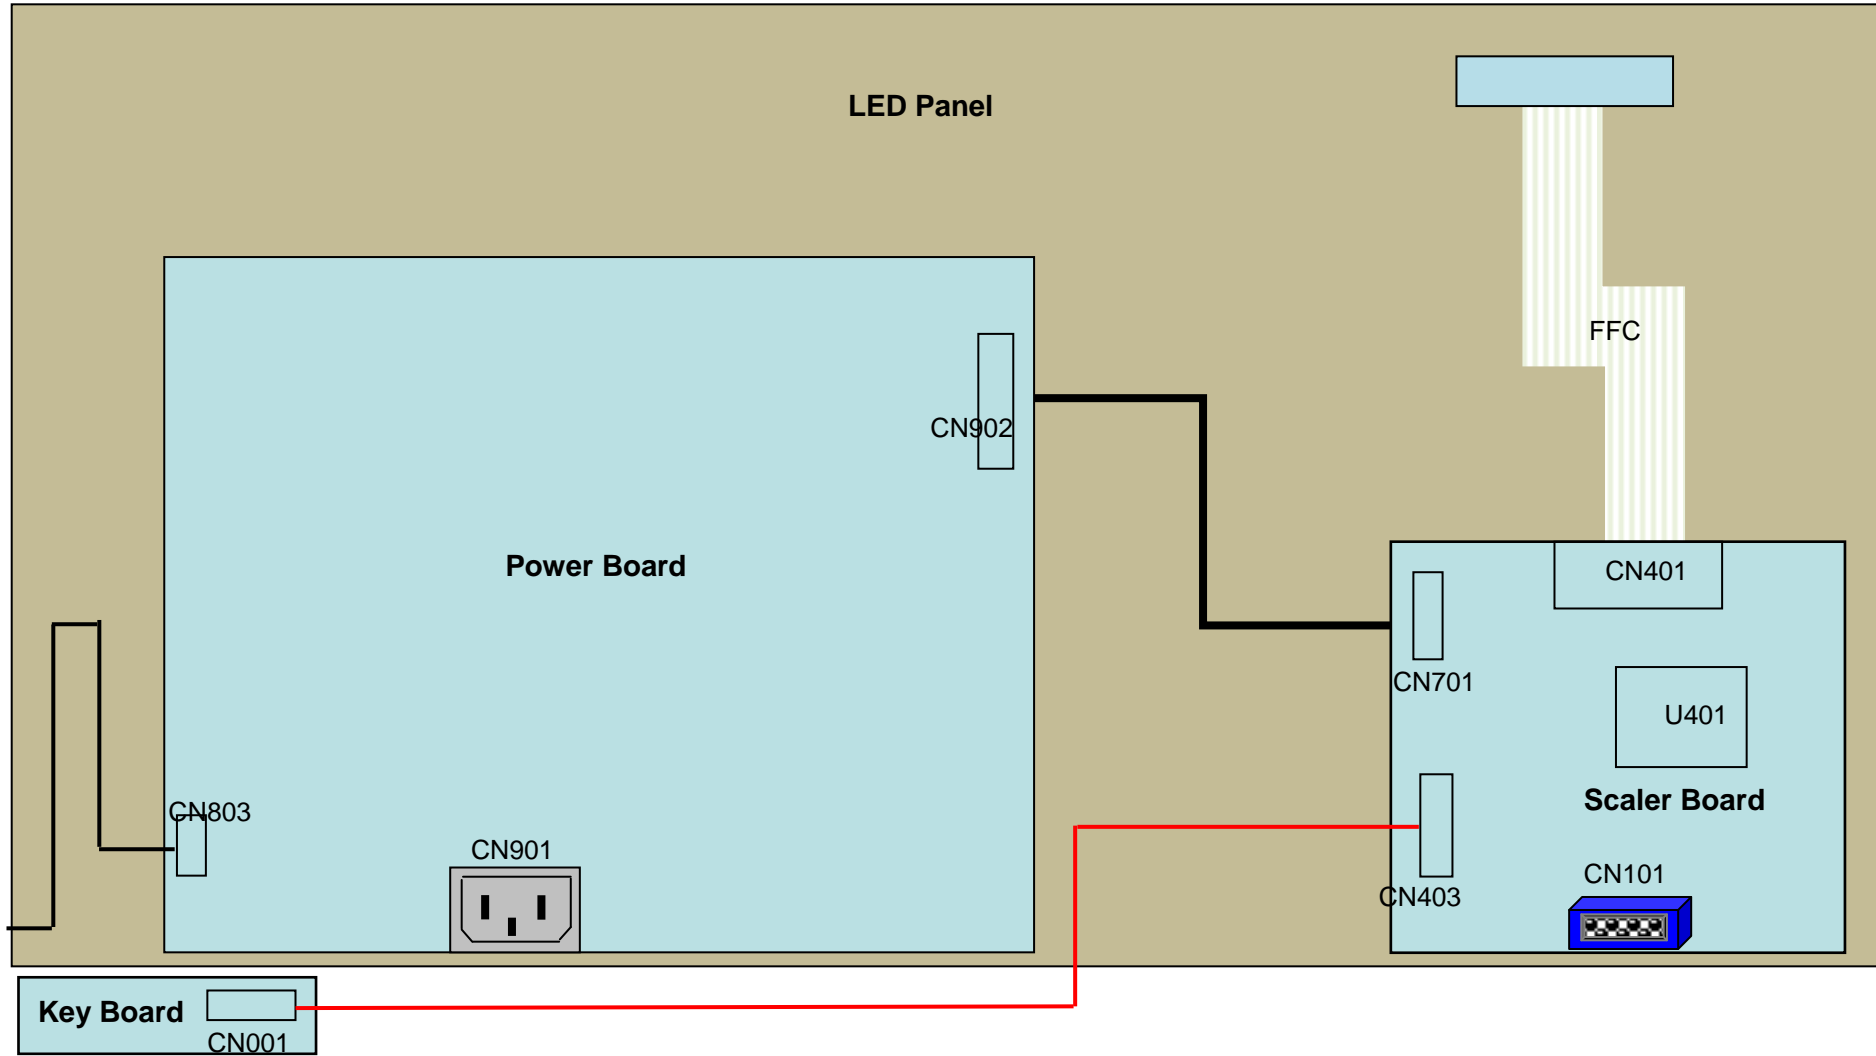 LED Panel
FFC
CN902
Power Board
CN401
CN701
U401
Scaler Board
CN803
CN901
CN101
CN403
Key Board
CN001